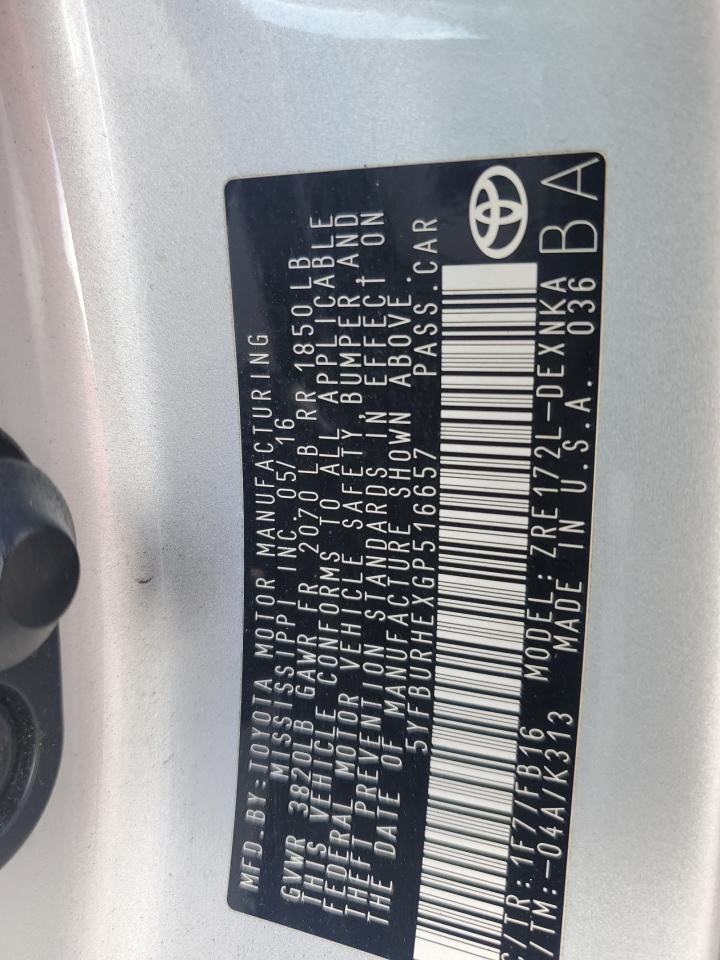 MFD.BY:TOYOTA MOTOR MANUFACTURING
MISSISSIPPI INC. 05/16
GVWR 3820LB GAWR FR 2070 LB RR 1850 LB
THIS VEHICLE CONFORMS TO ALL APPLICABLE
FEDERAL MOTOR VEHICLE SAFETY, BUMPER, AND
THEFT PREVENTION STANDARDS IN EFFECT ON
THE DATE OF MANUFACTURE SHOWN ABOVE.
5YFBURHEXGP516657 PASS.CAR
C/TR: 1F7/FB16 MODEL: ZRE172L-DEXNKA
/TM:-04A/K313 MADE IN U.S.A. 036
BA